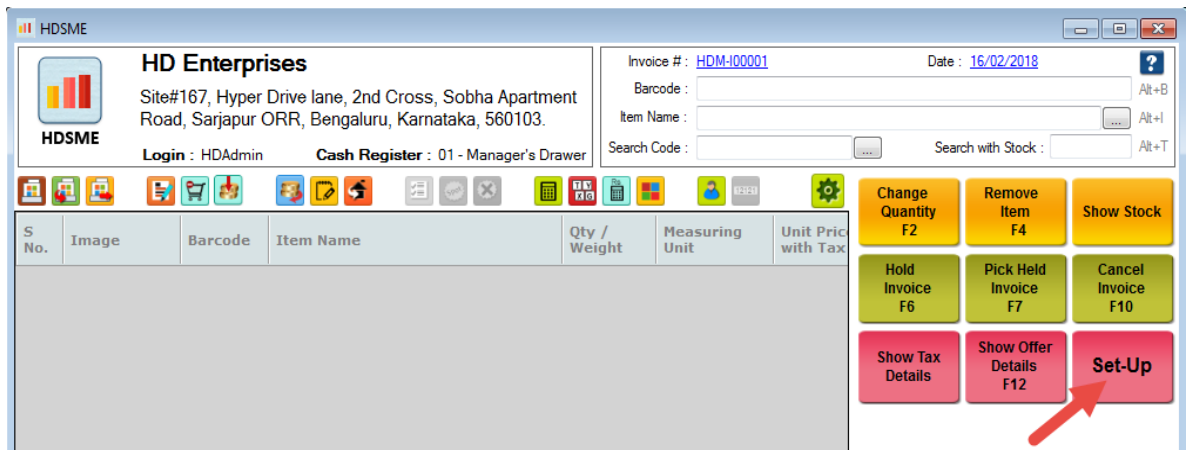 HDSME
HDSME
HD Enterprises
Site#167, Hyper Drive lane, 2nd Cross, Sobha Apartment
Road, Sarjapur ORR, Bengaluru, Karnataka, 560103.
Login : HDAdmin Cash Register : 01 - Manager's Drawer
Invoice # : HDM-I00001 Date : 16/02/2018 ?
Barcode : Alt+B
Item Name : ... Alt+I
Search Code : ... Search with Stock : Alt+T
S
No.
Image
Barcode
Item Name
Qty /
Weight
Measuring
Unit
Unit Price
with Tax
Change
Quantity
F2
Remove
Item
F4
Show Stock
Hold
Invoice
F6
Pick Held
Invoice
F7
Cancel
Invoice
F10
Show Tax
Details
Show Offer
Details
F12
Set-Up